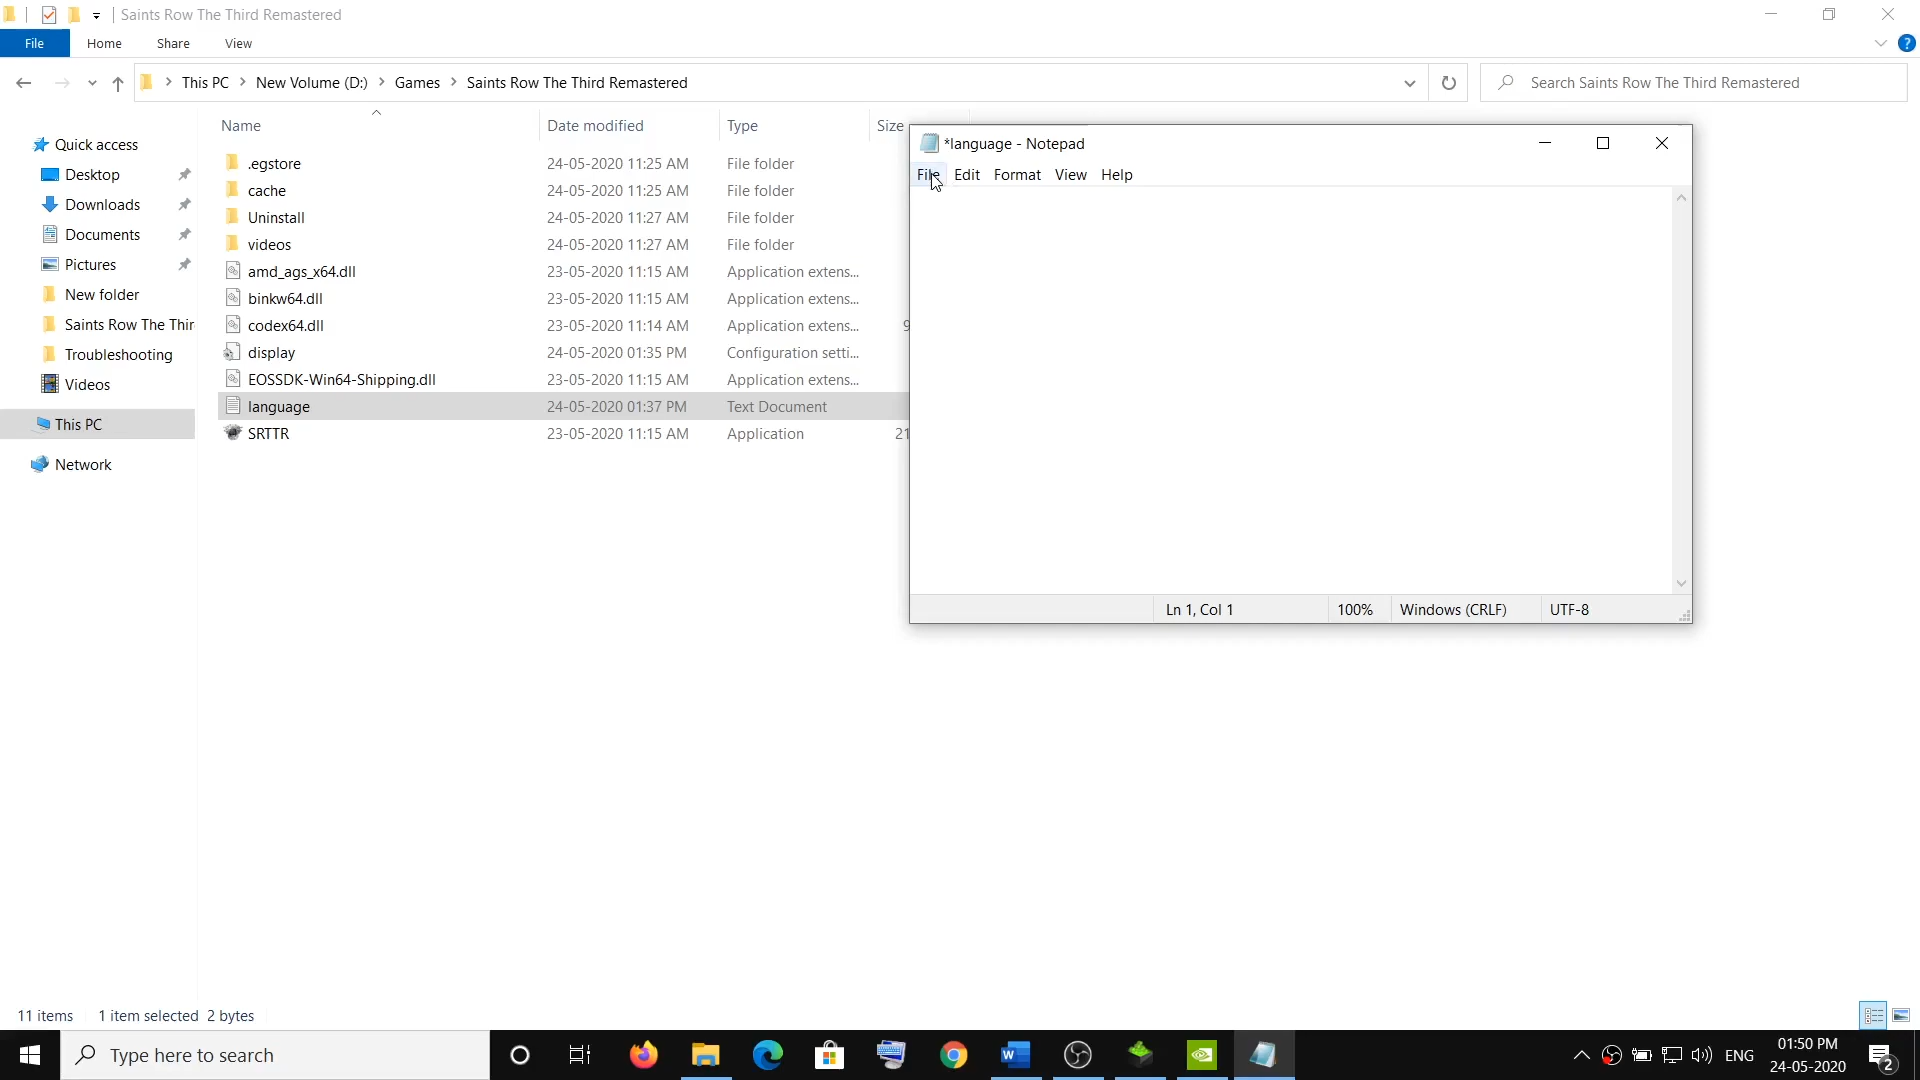 Saints Row The Third Remastered
File Home Share View
This PC New Volume (D:) Games Saints Row The Third Remastered
Search Saints Row The Third Remastered
Name Date modified Type Size
Quick access
Desktop
Downloads
Documents
Pictures
New folder
Saints Row The Thir
Troubleshooting
Videos
This PC
Network
.egstore 24-05-2020 11:25 AM File folder
cache 24-05-2020 11:25 AM File folder
Uninstall 24-05-2020 11:27 AM File folder
videos 24-05-2020 11:27 AM File folder
amd_ags_x64.dll 23-05-2020 11:15 AM Application extens...
binkw64.dll 23-05-2020 11:15 AM Application extens...
codex64.dll 23-05-2020 11:14 AM Application extens... 9
display 24-05-2020 01:35 PM Configuration setti...
EOSSDK-Win64-Shipping.dll 23-05-2020 11:15 AM Application extens...
language 24-05-2020 01:37 PM Text Document
SRTTR 23-05-2020 11:15 AM Application 21
*language - Notepad
File Edit Format View Help
Ln 1, Col 1 100% Windows (CRLF) UTF-8
11 items 1 item selected 2 bytes
Type here to search
ENG
01:50 PM
24-05-2020
2